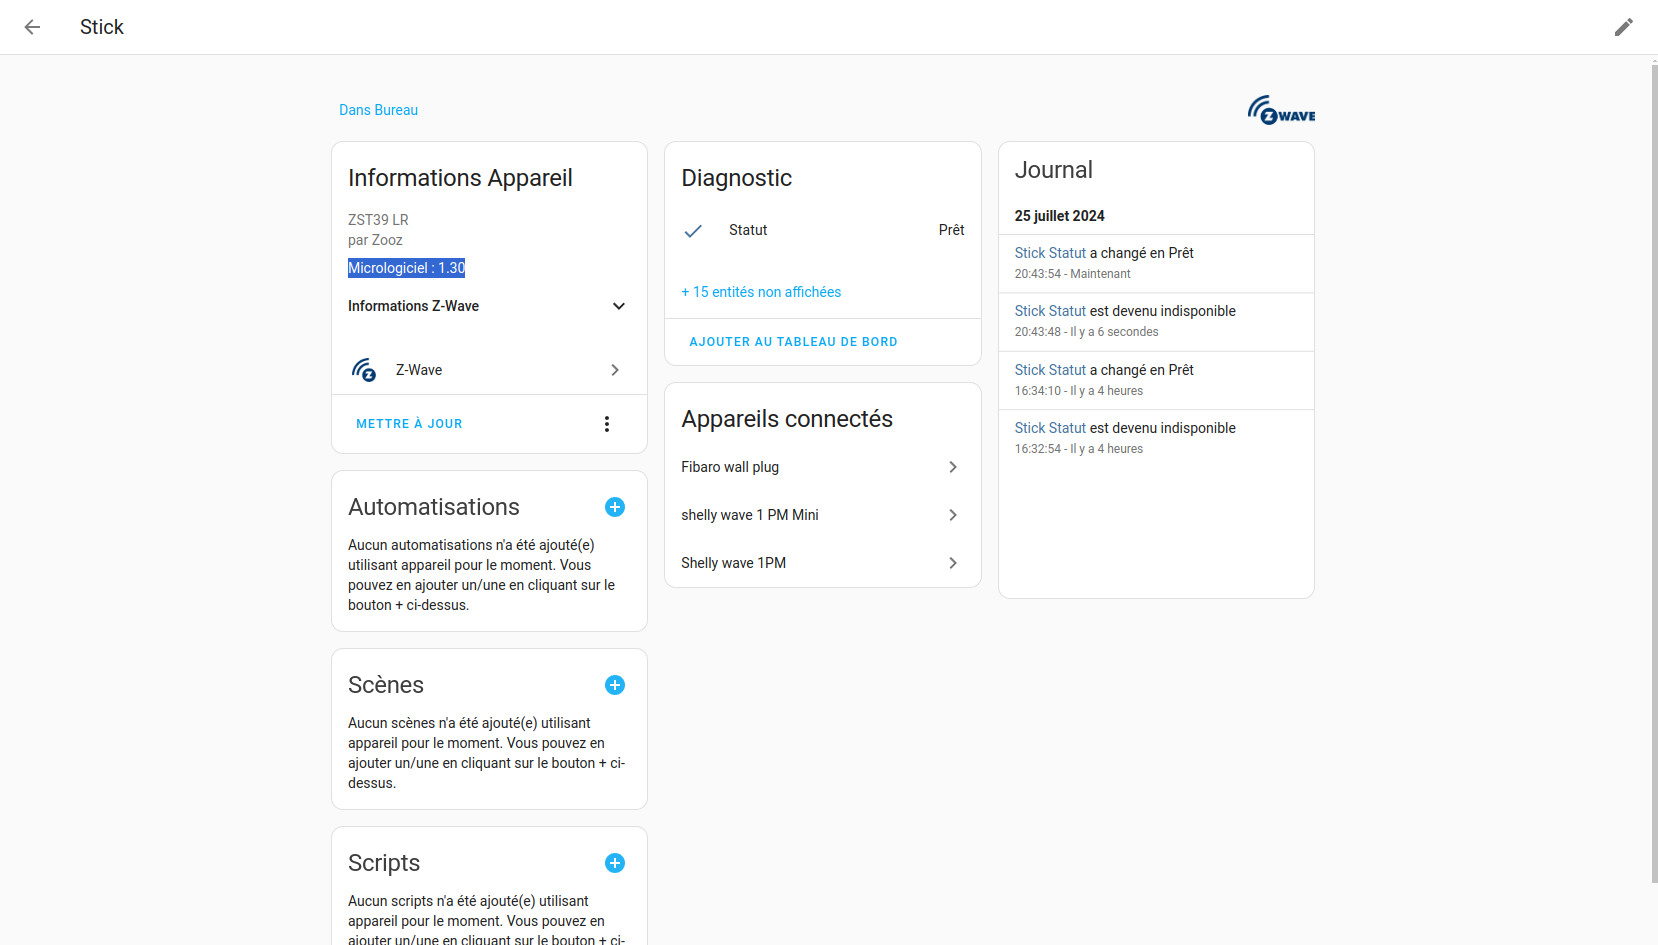 Stick
Dans Bureau
Z WAVE
Informations Appareil
ZST39 LR
par Zooz
Micrologiciel : 1.30
Informations Z-Wave
Z-Wave
METTRE À JOUR
Automatisations
Aucun automatisations n'a été ajouté(e)
utilisant appareil pour le moment. Vous
pouvez en ajouter un/une en cliquant sur le
bouton + ci-dessus.
Scènes
Aucun scènes n'a été ajouté(e) utilisant
appareil pour le moment. Vous pouvez en
ajouter un/une en cliquant sur le bouton + ci-
dessus.
Scripts
Aucun scripts n'a été ajouté(e) utilisant
appareil pour le moment. Vous pouvez en
ajouter un/une en cliquant sur le bouton + ci-
Diagnostic
Statut Prêt
+ 15 entités non affichées
AJOUTER AU TABLEAU DE BORD
Appareils connectés
Fibaro wall plug
shelly wave 1 PM Mini
Shelly wave 1PM
Journal
25 juillet 2024
Stick Statut a changé en Prêt
20:43:54 - Maintenant
Stick Statut est devenu indisponible
20:43:48 - Il y a 6 secondes
Stick Statut a changé en Prêt
16:34:10 - Il y a 4 heures
Stick Statut est devenu indisponible
16:32:54 - Il y a 4 heures